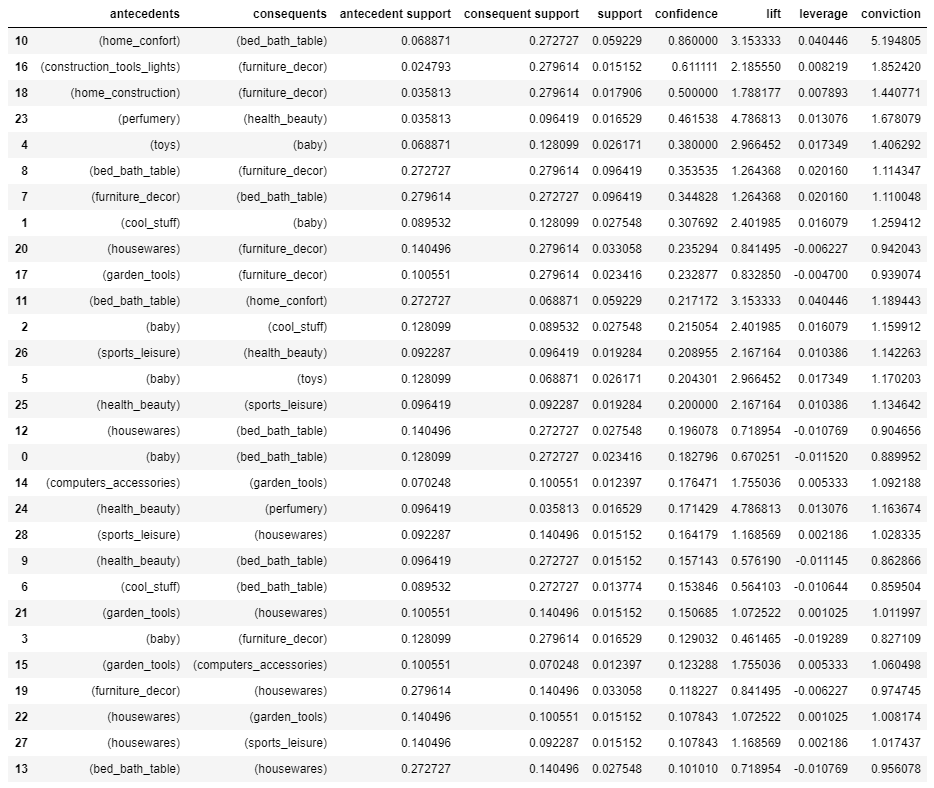 antecedents consequents antecedent support consequent support support confidence lift leverage conviction
10 (home_confort) (bed_bath_table) 0.068871 0.272727 0.059229 0.860000 3.153333 0.040446 5.194805
16 (construction_tools_lights) (furniture_decor) 0.024793 0.279614 0.015152 0.611111 2.185550 0.008219 1.852420
18 (home_construction) (furniture_decor) 0.035813 0.279614 0.017906 0.500000 1.788177 0.007893 1.440771
23 (perfumery) (health_beauty) 0.035813 0.096419 0.016529 0.461538 4.786813 0.013076 1.678079
4 (toys) (baby) 0.068871 0.128099 0.026171 0.380000 2.966452 0.017349 1.406292
8 (bed_bath_table) (furniture_decor) 0.272727 0.279614 0.096419 0.353535 1.264368 0.020160 1.114347
7 (furniture_decor) (bed_bath_table) 0.279614 0.272727 0.096419 0.344828 1.264368 0.020160 1.110048
1 (cool_stuff) (baby) 0.089532 0.128099 0.027548 0.307692 2.401985 0.016079 1.259412
20 (housewares) (furniture_decor) 0.140496 0.279614 0.033058 0.235294 0.841495 -0.006227 0.942043
17 (garden_tools) (furniture_decor) 0.100551 0.279614 0.023416 0.232877 0.832850 -0.004700 0.939074
11 (bed_bath_table) (home_confort) 0.272727 0.068871 0.059229 0.217172 3.153333 0.040446 1.189443
2 (baby) (cool_stuff) 0.128099 0.089532 0.027548 0.215054 2.401985 0.016079 1.159912
26 (sports_leisure) (health_beauty) 0.092287 0.096419 0.019284 0.208955 2.167164 0.010386 1.142263
5 (baby) (toys) 0.128099 0.068871 0.026171 0.204301 2.966452 0.017349 1.170203
25 (health_beauty) (sports_leisure) 0.096419 0.092287 0.019284 0.200000 2.167164 0.010386 1.134642
12 (housewares) (bed_bath_table) 0.140496 0.272727 0.027548 0.196078 0.718954 -0.010769 0.904656
0 (baby) (bed_bath_table) 0.128099 0.272727 0.023416 0.182796 0.670251 -0.011520 0.889952
14 (computers_accessories) (garden_tools) 0.070248 0.100551 0.012397 0.176471 1.755036 0.005333 1.092188
24 (health_beauty) (perfumery) 0.096419 0.035813 0.016529 0.171429 4.786813 0.013076 1.163674
28 (sports_leisure) (housewares) 0.092287 0.140496 0.015152 0.164179 1.168569 0.002186 1.028335
9 (health_beauty) (bed_bath_table) 0.096419 0.272727 0.015152 0.157143 0.576190 -0.011145 0.862866
6 (cool_stuff) (bed_bath_table) 0.089532 0.272727 0.013774 0.153846 0.564103 -0.010644 0.859504
21 (garden_tools) (housewares) 0.100551 0.140496 0.015152 0.150685 1.072522 0.001025 1.011997
3 (baby) (furniture_decor) 0.128099 0.279614 0.016529 0.129032 0.461465 -0.019289 0.827109
15 (garden_tools) (computers_accessories) 0.100551 0.070248 0.012397 0.123288 1.755036 0.005333 1.060498
19 (furniture_decor) (housewares) 0.279614 0.140496 0.033058 0.118227 0.841495 -0.006227 0.974745
22 (housewares) (garden_tools) 0.140496 0.100551 0.015152 0.107843 1.072522 0.001025 1.008174
27 (housewares) (sports_leisure) 0.140496 0.092287 0.015152 0.107843 1.168569 0.002186 1.017437
13 (bed_bath_table) (housewares) 0.272727 0.140496 0.027548 0.101010 0.718954 -0.010769 0.956078